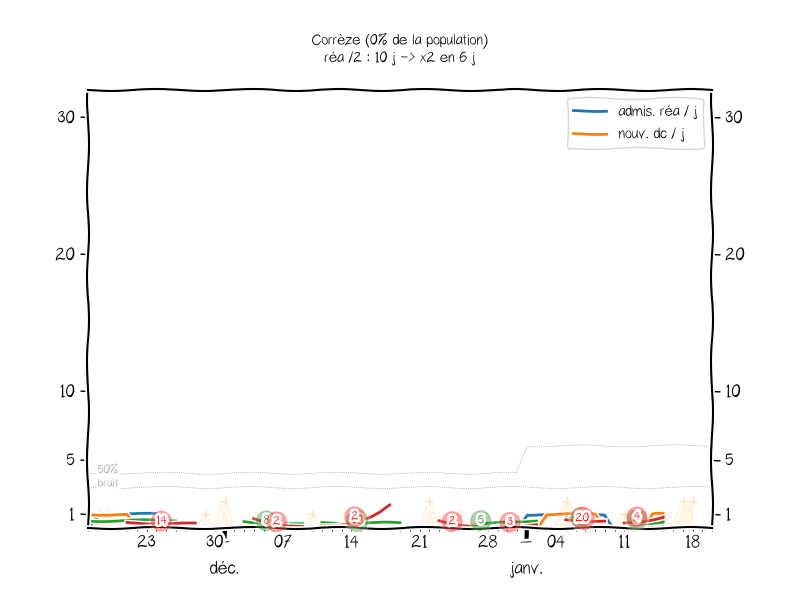 Corrèze (0% de la population)
réa /2 : 10 j -> x2 en 6 j
admis. réa / j
nouv. dc / j
30 30
20 20
10 10
5 5
1 1
50%
bruit
14 2 2 2 5 3 20 4
23 30 07 14 21 28 04 11 18
déc. janv.